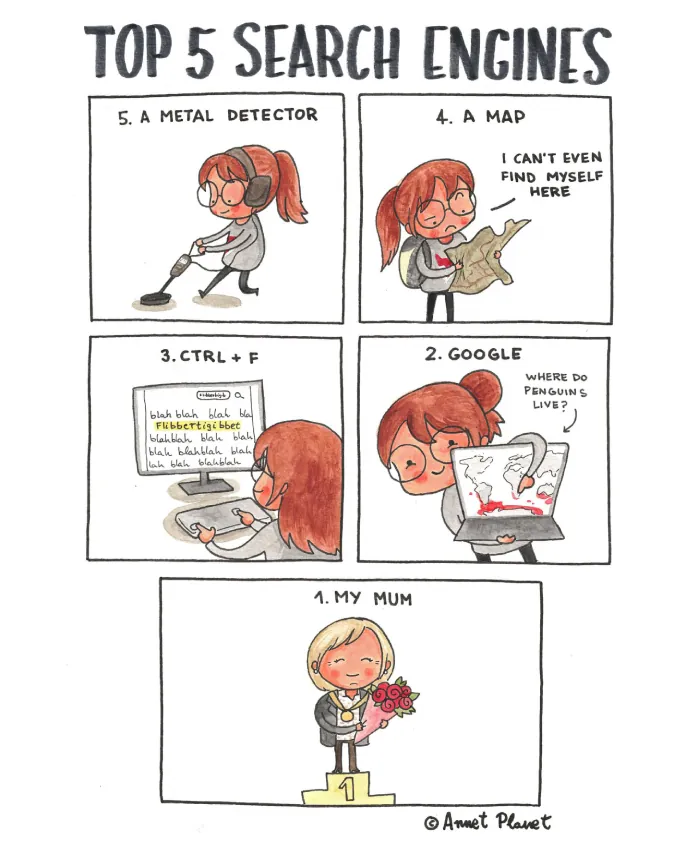 TOP 5 SEARCH ENGINES
5. A METAL DETECTOR
4. A MAP
I CAN'T EVEN
FIND MYSELF
HERE
3. CTRL + F
blah blah blah bla
Flibbertigibbet
blahblah blah blah
blah blahblah blah
lah blah blahblah
2. GOOGLE
WHERE DO
PENGUINS
LIVE?
1. MY MUM
1
© Annet Planet